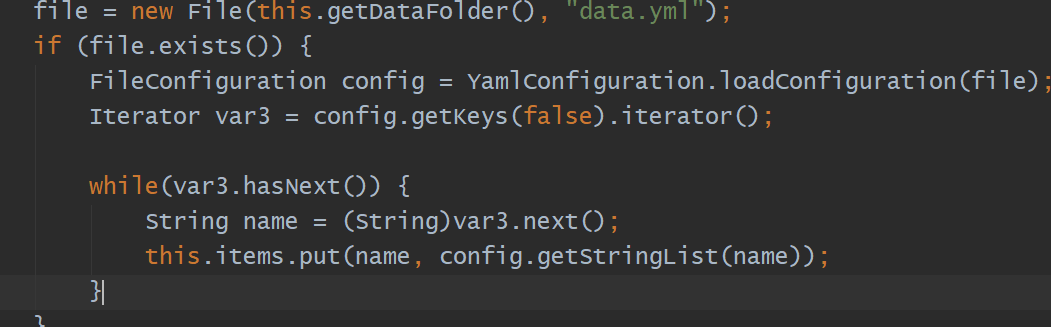 file = new File(this.getDataFolder(), "data.yml");
if (file.exists()) {
    FileConfiguration config = YamlConfiguration.loadConfiguration(file);
    Iterator var3 = config.getKeys(false).iterator();

    while(var3.hasNext()) {
        String name = (String)var3.next();
        this.items.put(name, config.getStringList(name));
    }
}